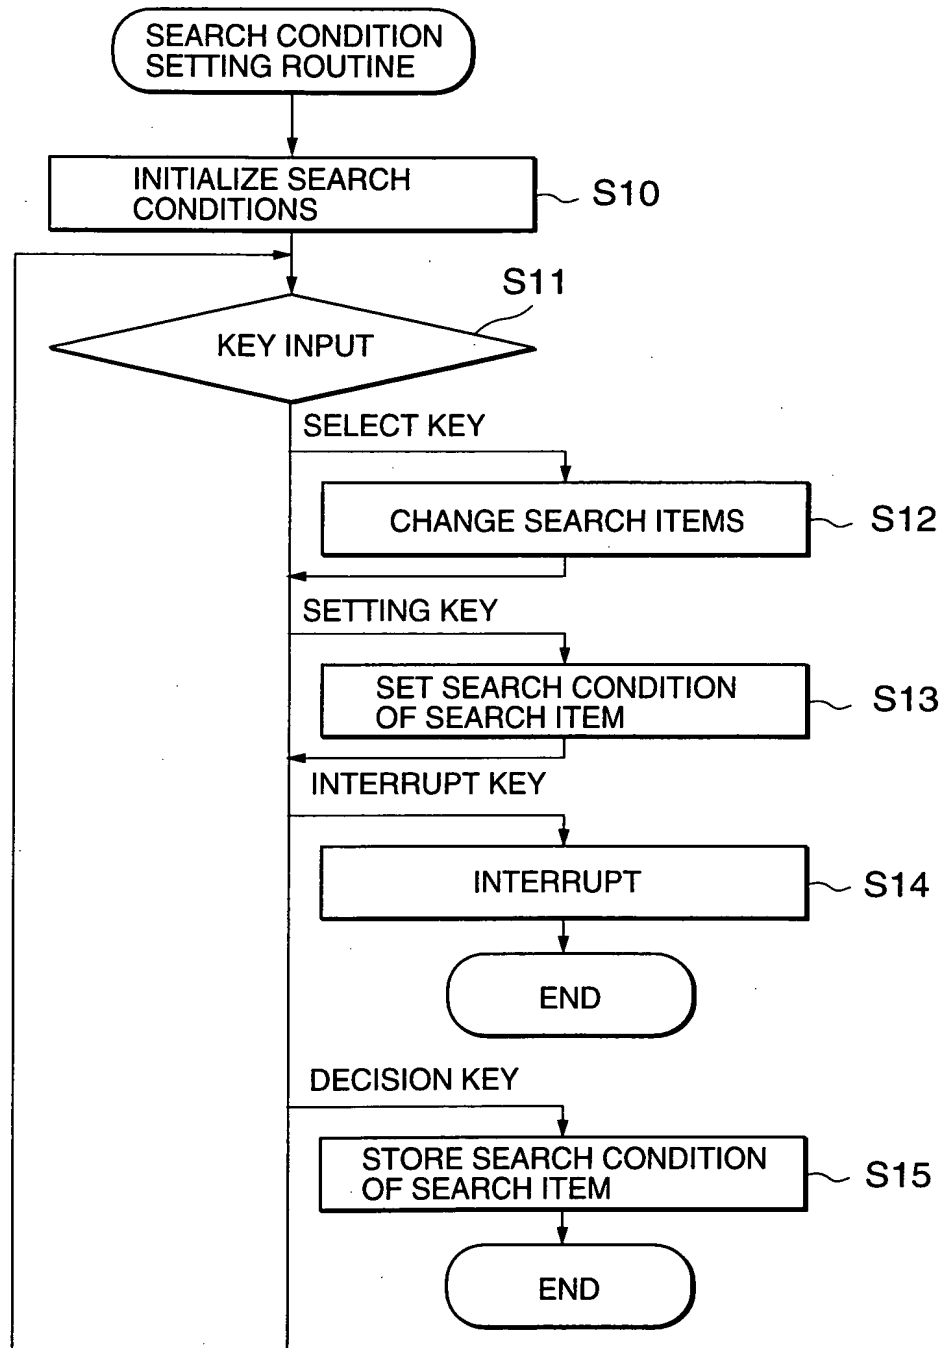 SEARCH CONDITION
SETTING ROUTINE
INITIALIZE SEARCH
CONDITIONS
S10
S11
KEY INPUT
SELECT KEY
CHANGE SEARCH ITEMS
S12
SETTING KEY
SET SEARCH CONDITION
OF SEARCH ITEM
S13
INTERRUPT KEY
INTERRUPT
S14
END
DECISION KEY
STORE SEARCH CONDITION
OF SEARCH ITEM
S15
END